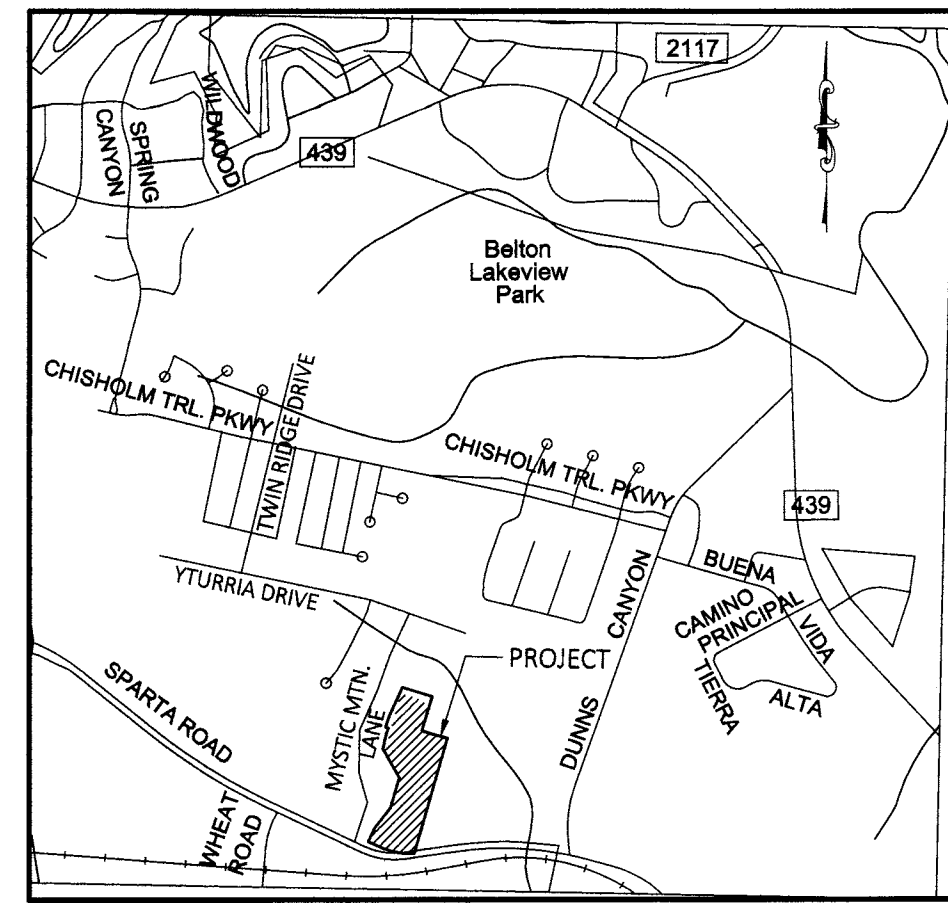 2117
WILDWOOD
SPRING
CANYON
439
Belton
Lakeview
Park
TWIN RIDGE DRIVE
CHISHOLM TRL. PKWY
CHISHOLM TRL. PKWY
439
BUENA
VIDA
YTURRIA DRIVE
CAMINO
PRINCIPAL
DUNNS CANYON
PROJECT
TIERRA
ALTA
SPARTA ROAD
MYSTIC MTN.
LANE
WHEAT
ROAD